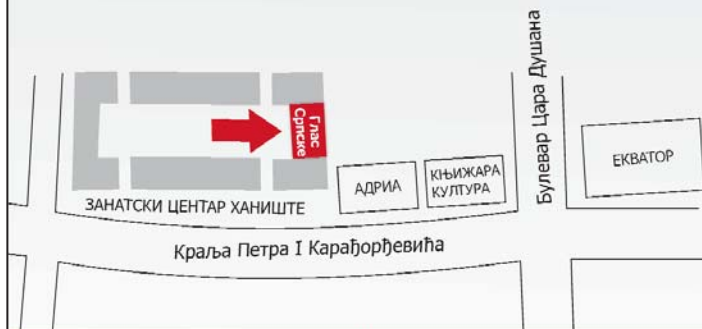 Булевар Цара Душана
Глас
Српске
АДРИА
КЊИЖАРА
КУЛТУРА
ЕКВАТОР
ЗАНАТСКИ ЦЕНТАР ХАНИШТЕ
Краља Петра I Карађорђевића